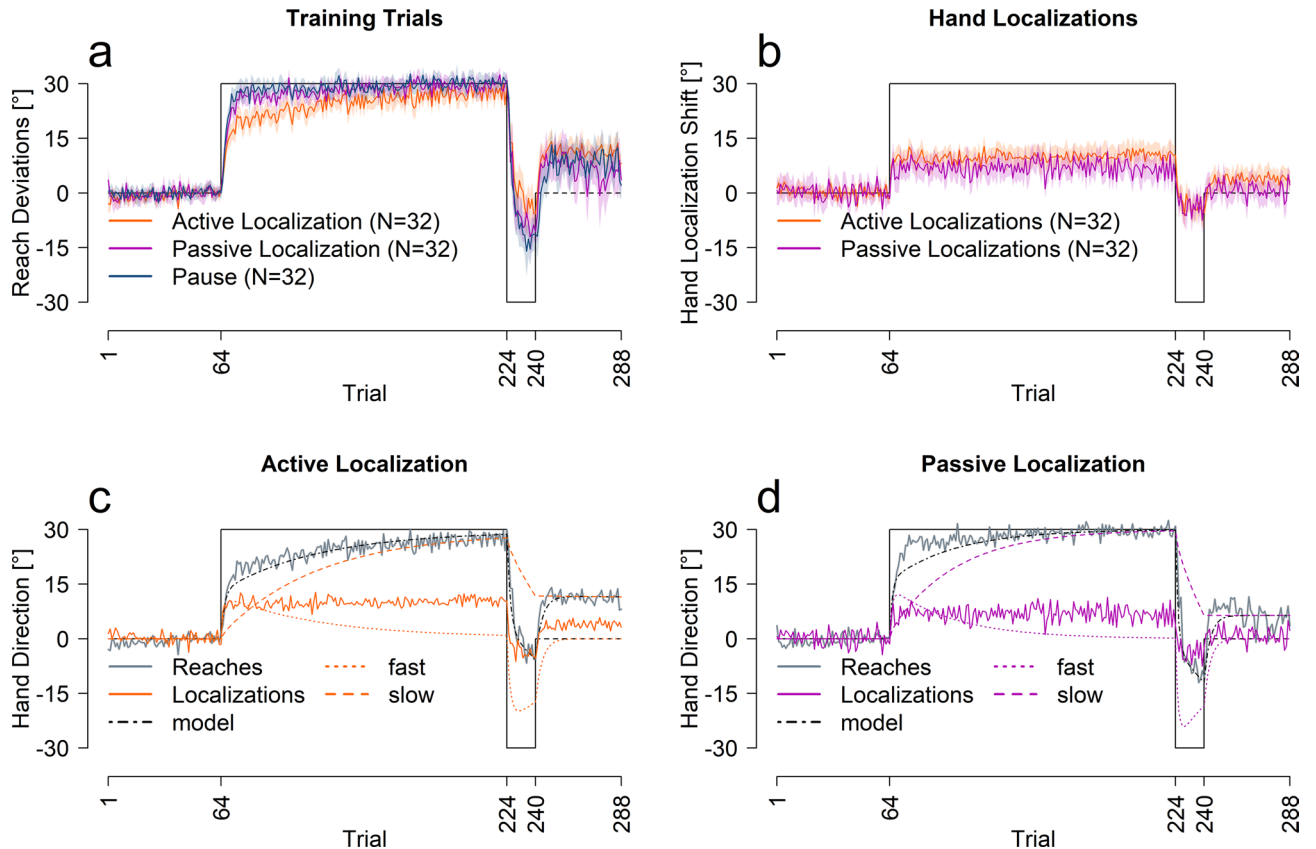 Training Trials
a
Reach Deviations [°]
30
15
0
-15
-30
Active Localization (N=32)
Passive Localization (N=32)
Pause (N=32)
1
64
224
240
288
Trial
Hand Localizations
b
Hand Localization Shift [°]
30
15
0
-15
-30
Active Localizations (N=32)
Passive Localizations (N=32)
1
64
224
240
288
Trial
Active Localization
c
Hand Direction [°]
30
15
0
-15
-30
Reaches
Localizations
model
fast
slow
1
64
224
240
288
Trial
Passive Localization
d
Hand Direction [°]
30
15
0
-15
-30
Reaches
Localizations
model
fast
slow
1
64
224
240
288
Trial